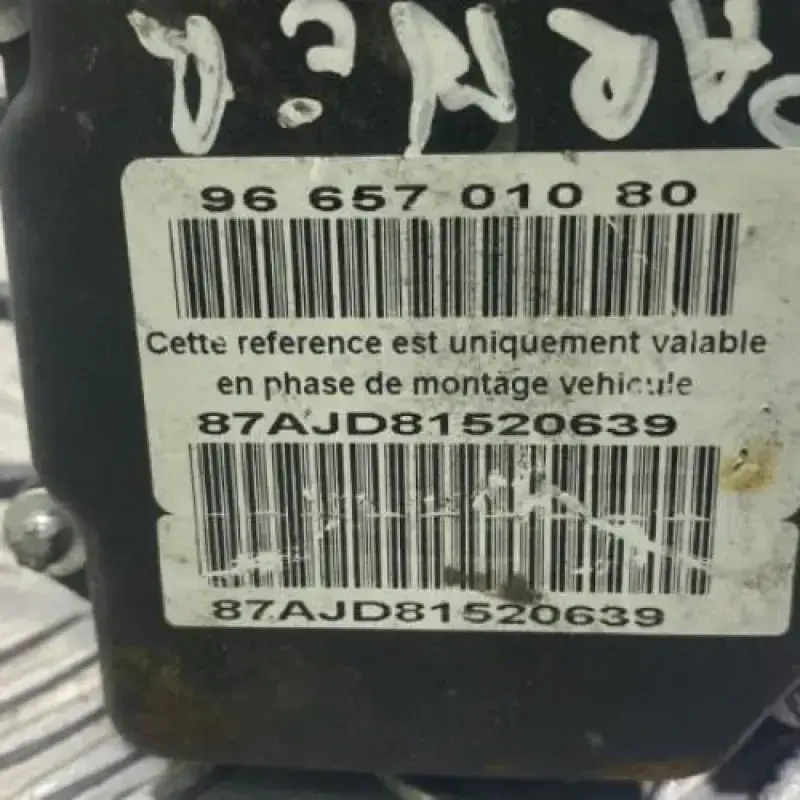 96 657 010 80
Cette reference est uniquement valable
en phase de montage vehicule
87AJD81520639
87AJD81520639